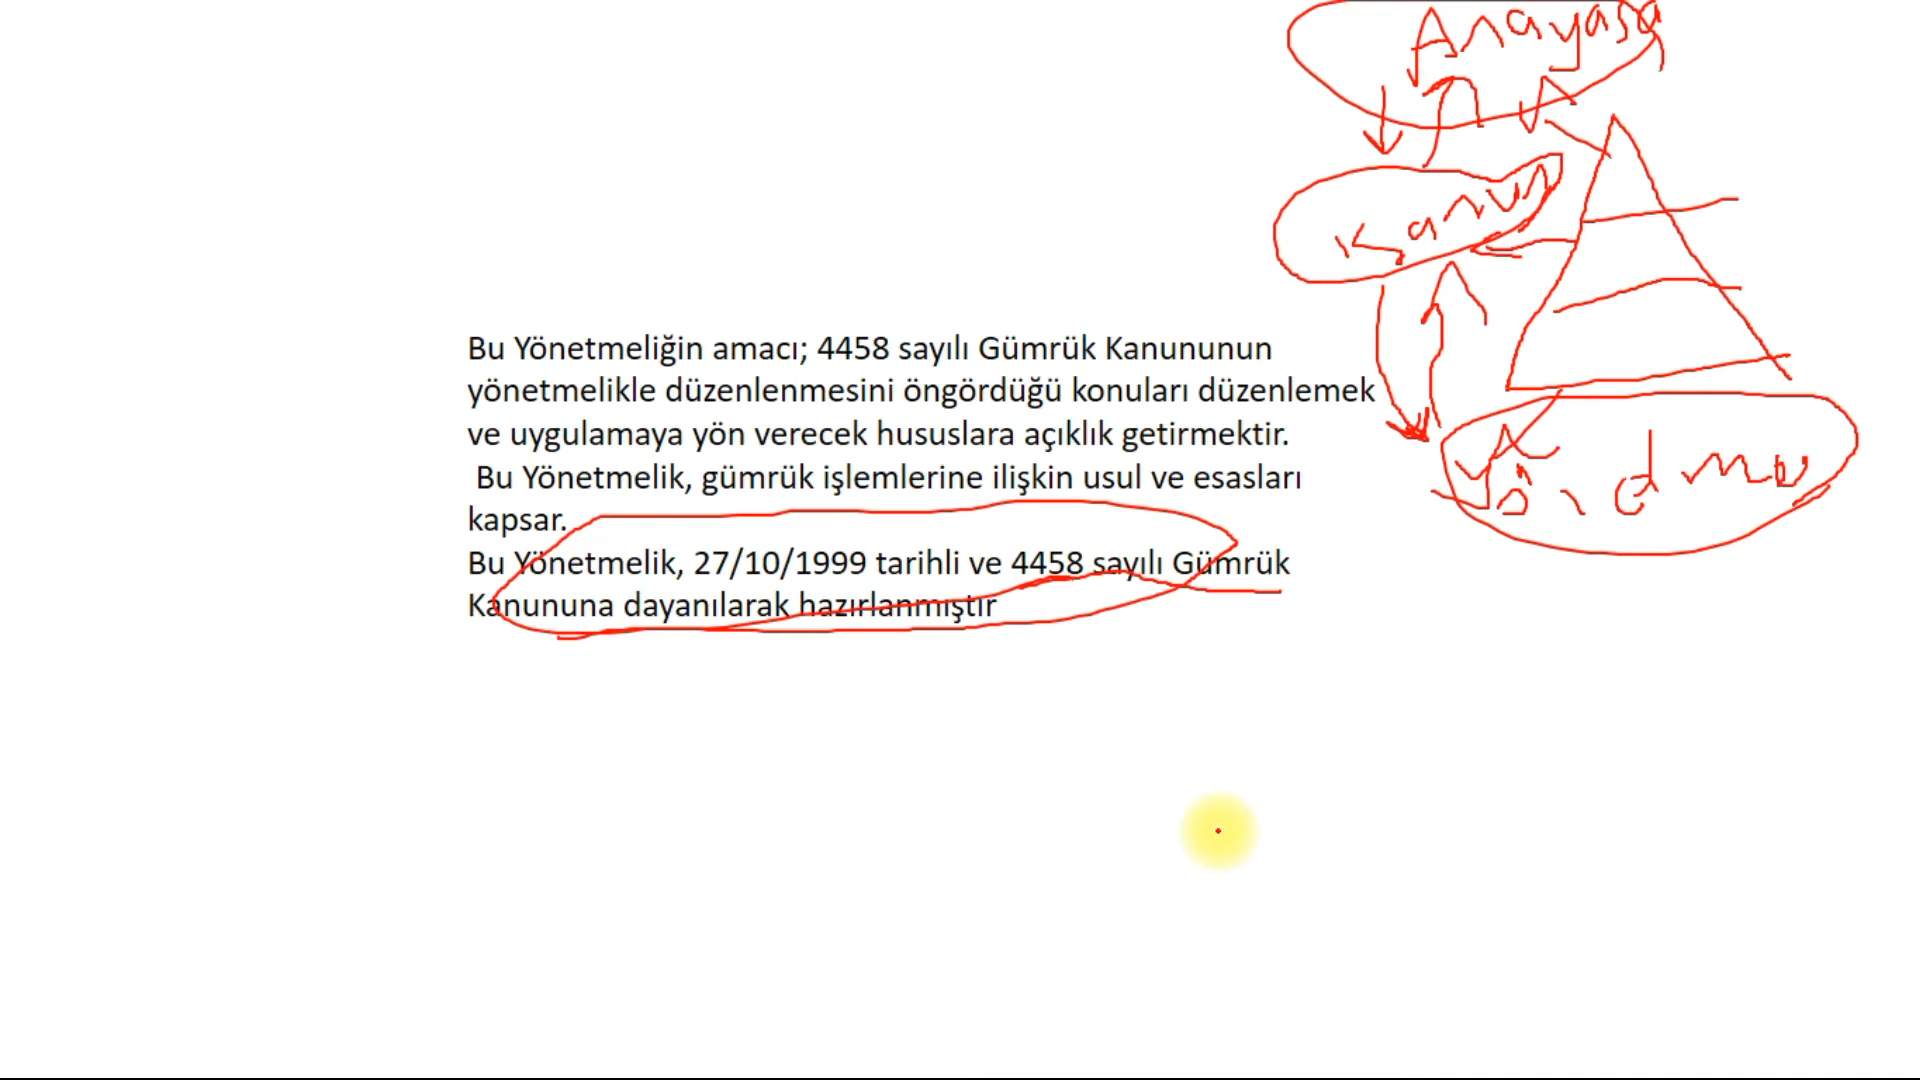 Anayasa
Kanun
Bu Yönetmeliğin amacı; 4458 sayılı Gümrük Kanununun
yönetmelikle düzenlenmesini öngördüğü konuları düzenlemek
ve uygulamaya yön verecek hususlara açıklık getirmektir.
Bu Yönetmelik, gümrük işlemlerine ilişkin usul ve esasları
kapsar.
Bu Yönetmelik, 27/10/1999 tarihli ve 4458 sayılı Gümrük
Kanununa dayanılarak hazırlanmıştır